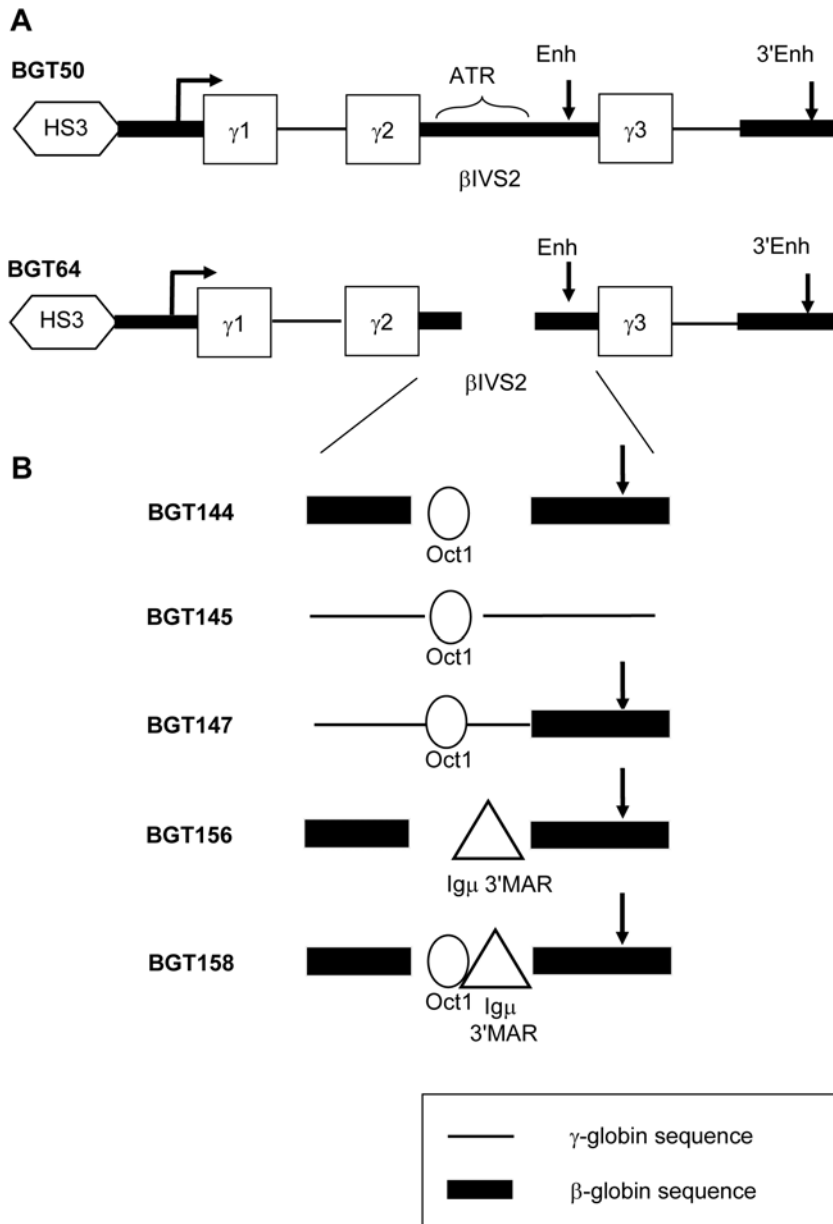 A
BGT50
HS3
γ1
γ2
ATR
βIVS2
Enh
γ3
3'Enh
BGT64
HS3
γ1
γ2
βIVS2
Enh
γ3
3'Enh
B
BGT144
Oct1
BGT145
Oct1
BGT147
Oct1
BGT156
Igμ 3'MAR
BGT158
Oct1
Igμ
3'MAR
γ-globin sequence
β-globin sequence